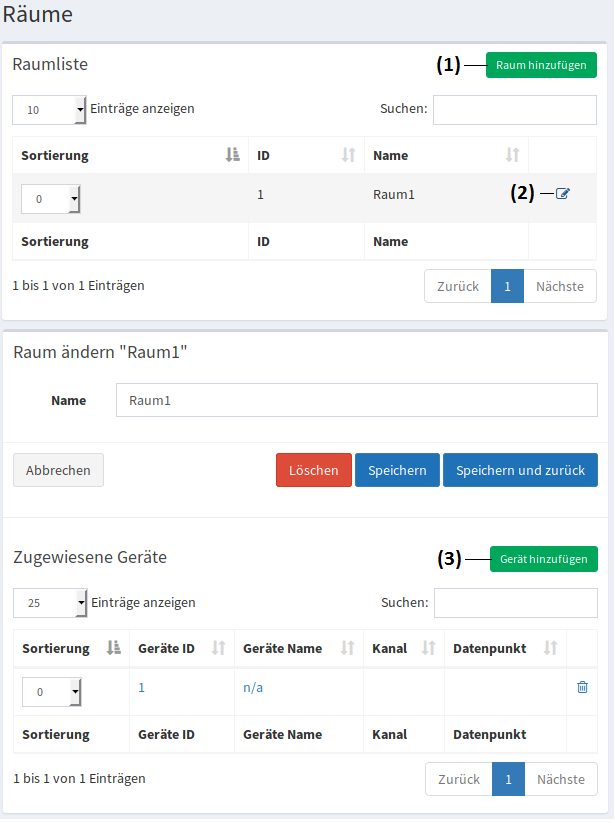 Räume
Raumliste (1) Raum hinzufügen
10 Einträge anzeigen Suchen:
Sortierung ID Name
0 1 Raum1 (2)
Sortierung ID Name
1 bis 1 von 1 Einträgen Zurück 1 Nächste
Raum ändern "Raum1"
Name Raum1
Abbrechen Löschen Speichern Speichern und zurück
Zugewiesene Geräte (3) Gerät hinzufügen
25 Einträge anzeigen Suchen:
Sortierung Geräte ID Geräte Name Kanal Datenpunkt
0 1 n/a
Sortierung Geräte ID Geräte Name Kanal Datenpunkt
1 bis 1 von 1 Einträgen Zurück 1 Nächste